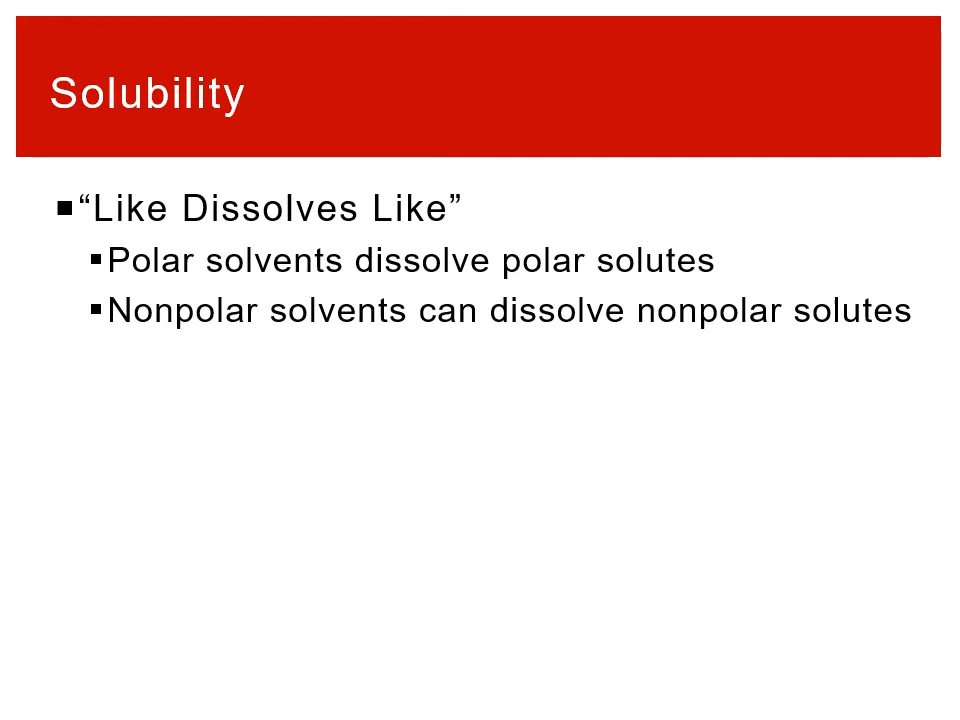 Solubility
“Like Dissolves Like”
Polar solvents dissolve polar solutes
Nonpolar solvents can dissolve nonpolar solutes